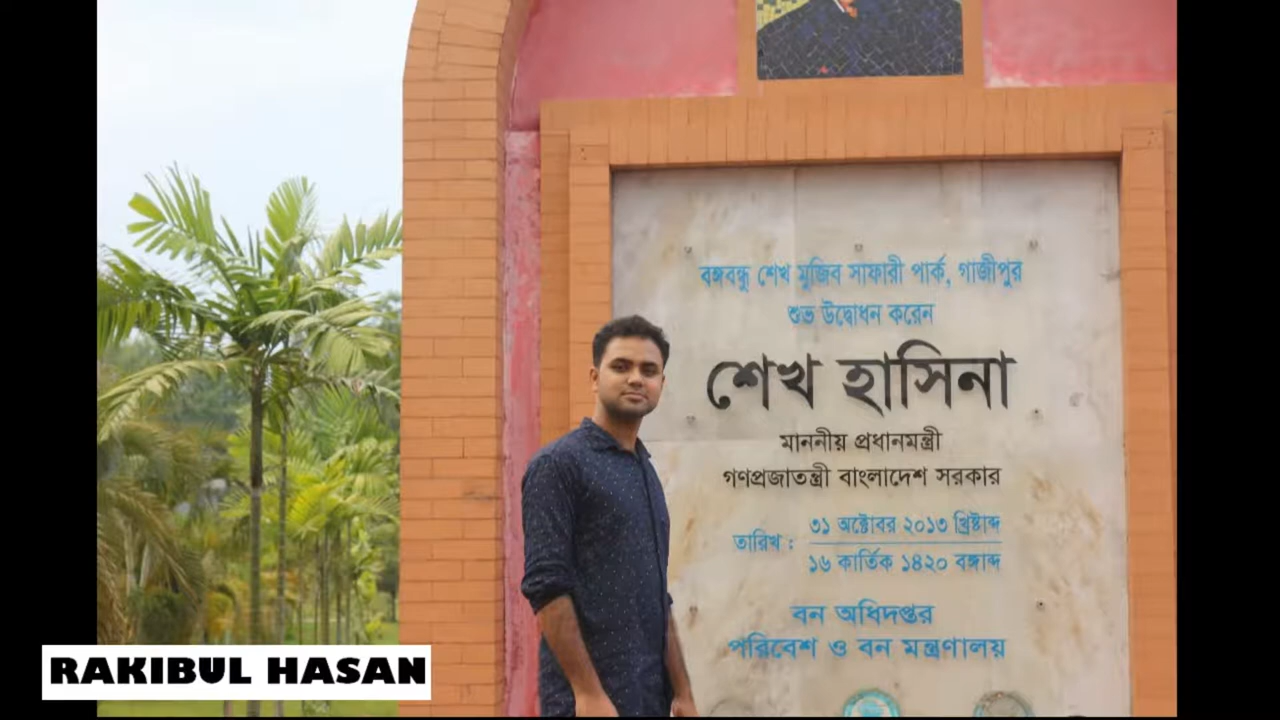 বঙ্গবন্ধু শেখ মুজিব সাফারী পার্ক, গাজীপুর
শুভ উদ্বোধন করেন
শেখ হাসিনা
মাননীয় প্রধানমন্ত্রী
গণপ্রজাতন্ত্রী বাংলাদেশ সরকার
তারিখ : ৩১ অক্টোবর ২০১৩ খ্রিষ্টাব্দ
১৬ কার্তিক ১৪২০ বঙ্গাব্দ
বন অধিদপ্তর
পরিবেশ ও বন মন্ত্রণালয়
RAKIBUL HASAN